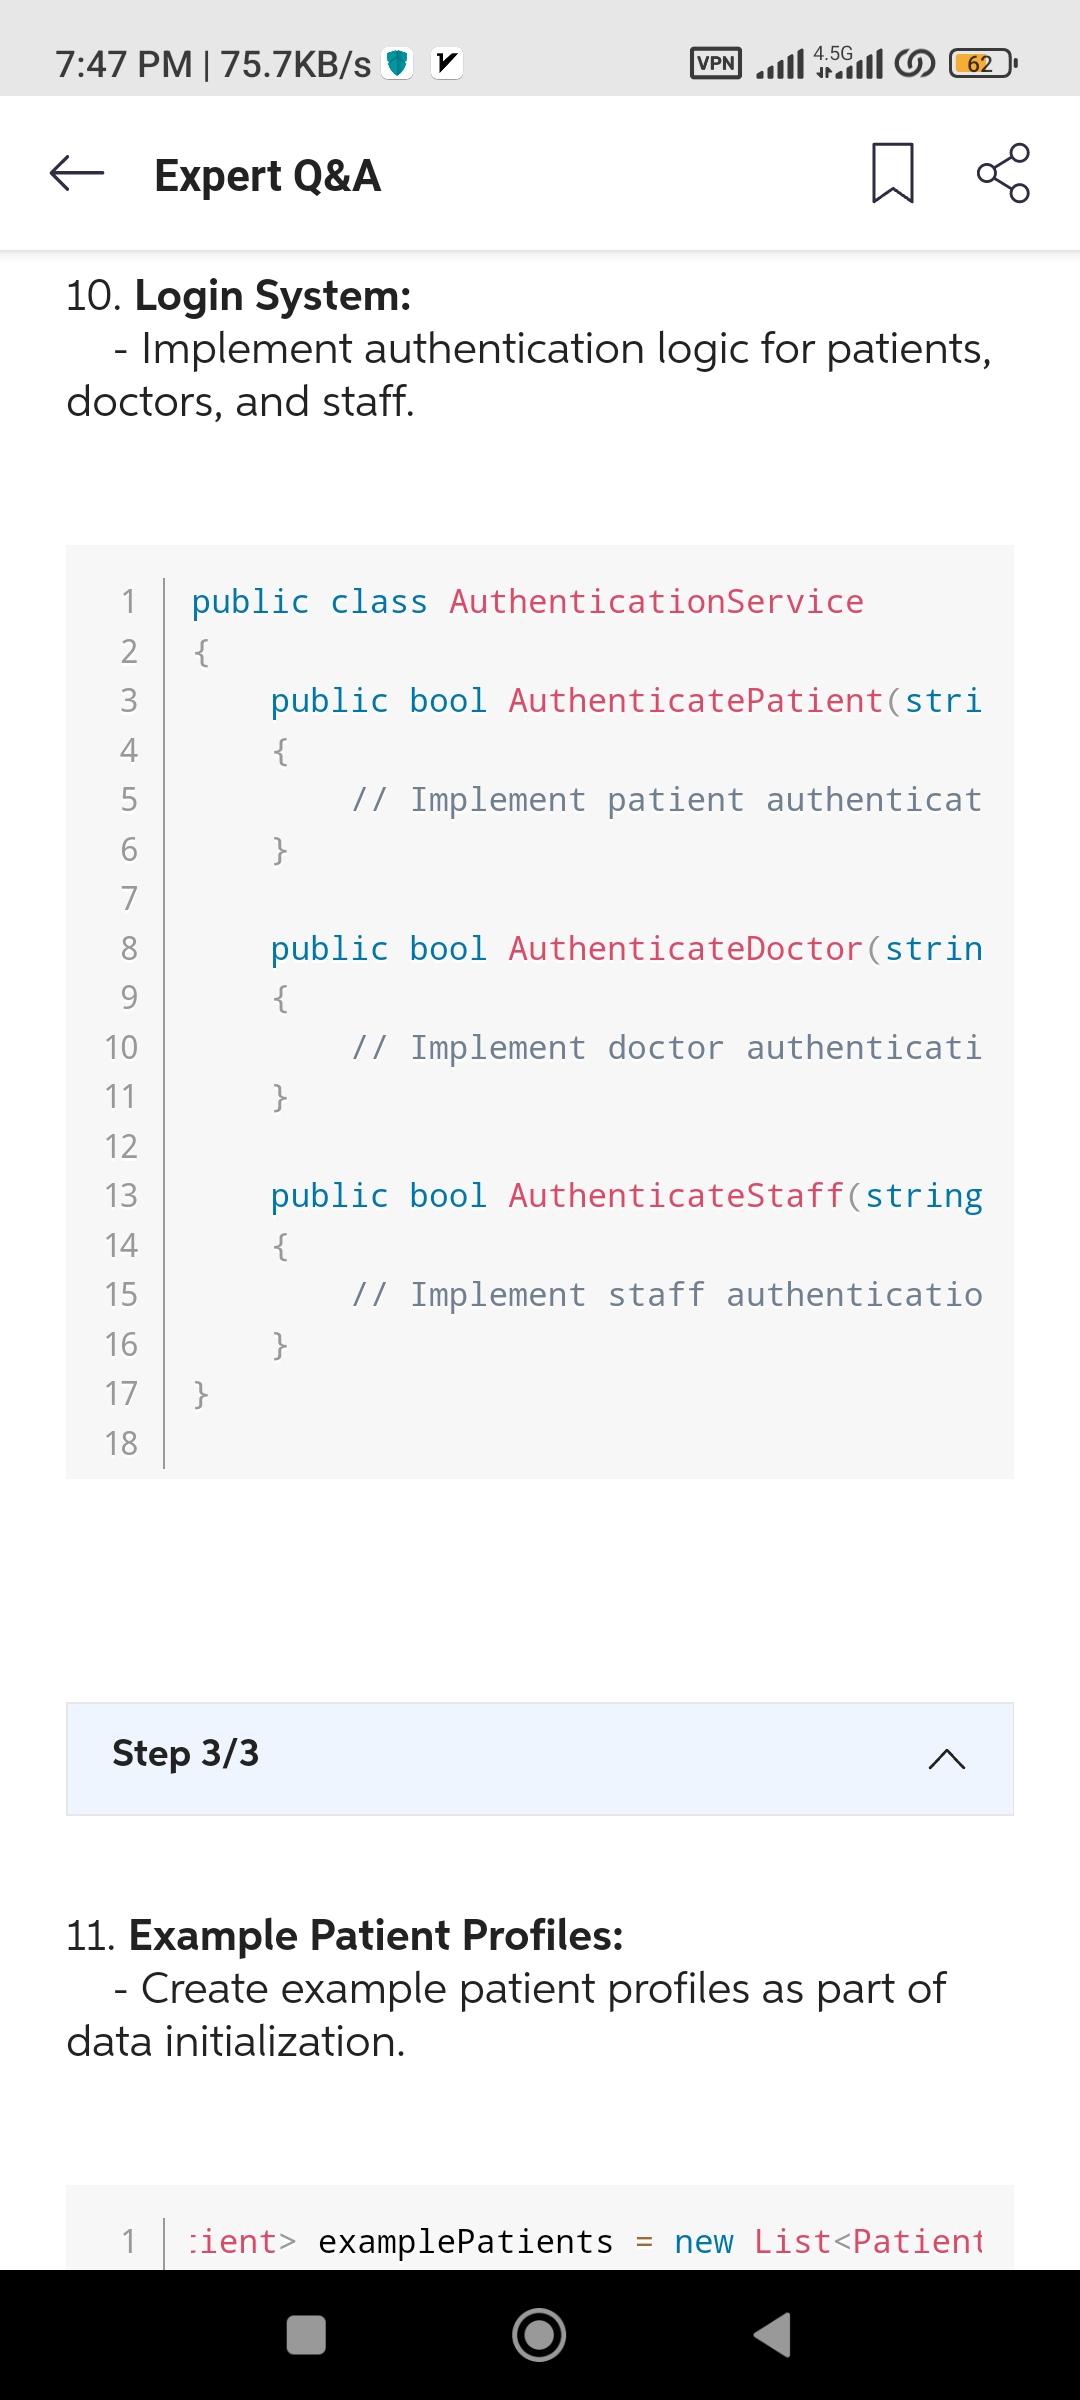 7:47 PM | 75.7KB/s VPN 4.5G 62
Expert Q&A
10. Login System:
- Implement authentication logic for patients,
doctors, and staff.
1 public class AuthenticationService
2 {
3 public bool AuthenticatePatient(stri
4 {
5 // Implement patient authenticat
6 }
7
8 public bool AuthenticateDoctor(strin
9 {
10 // Implement doctor authenticati
11 }
12
13 public bool AuthenticateStaff(string
14 {
15 // Implement staff authenticatio
16 }
17 }
18
Step 3/3
11. Example Patient Profiles:
- Create example patient profiles as part of
data initialization.
1 ient> examplePatients = new List<Patient